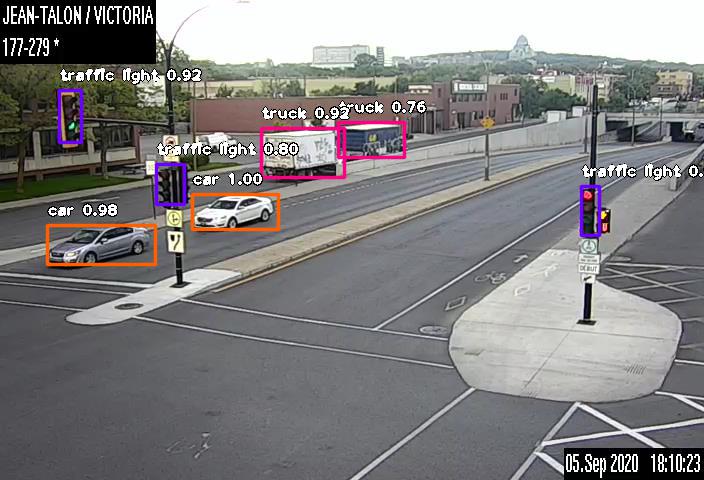 JEAN-TALON / VICTORIA
177-279 *
traffic light 0.92
truck 0.92
truck 0.76
traffic light 0.80
car 1.00
traffic light 0.
car 0.98
DÉBUT
05.Sep 2020 18:10:23